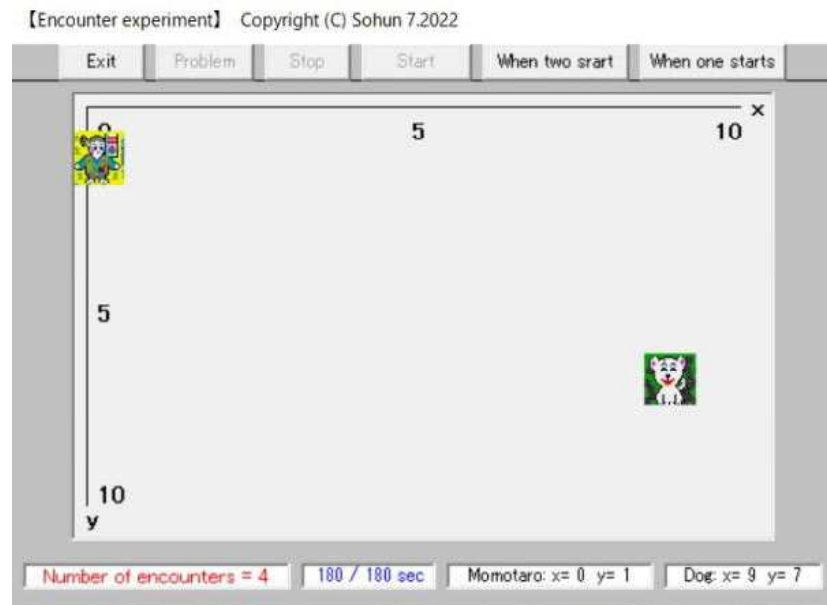 【Encounter experiment】 Copyright (C) Sohun 7.2022
Exit Problem Stop Start When two srart When one starts
x
0 5 10
5
10
y
Number of encounters = 4 180 / 180 sec Momotaro: x= 0 y= 1 Dog: x= 9 y= 7